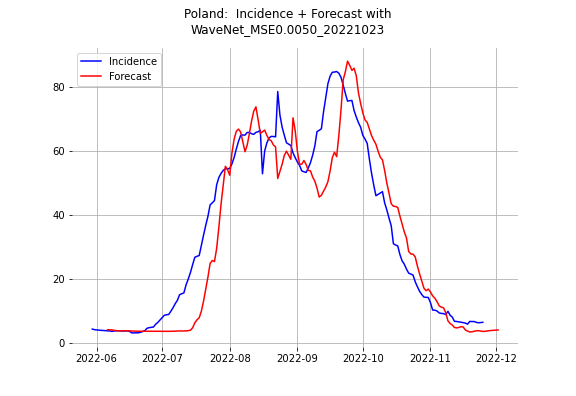 Poland:  Incidence + Forecast with
WaveNet_MSE0.0050_20221023
Incidence
Forecast
80
60
40
20
0
2022-06 2022-07 2022-08 2022-09 2022-10 2022-11 2022-12